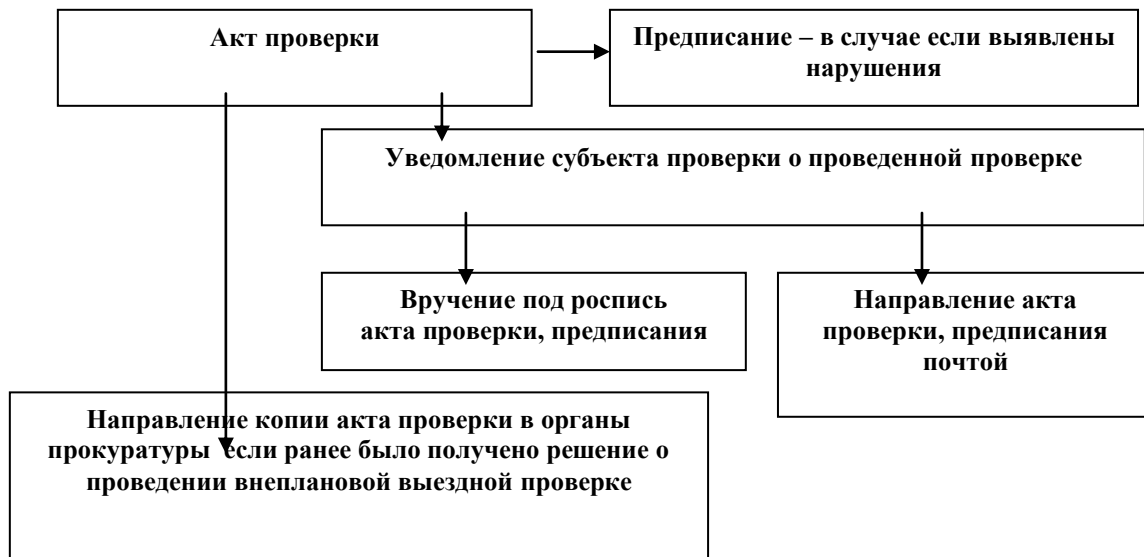 Акт проверки
Предписание – в случае если выявлены
нарушения
Уведомление субъекта проверки о проведенной проверке
Вручение под роспись
акта проверки, предписания
Направление акта
проверки, предписания
почтой
Направление копии акта проверки в органы
прокуратуры если ранее было получено решение о
проведении внеплановой выездной проверке